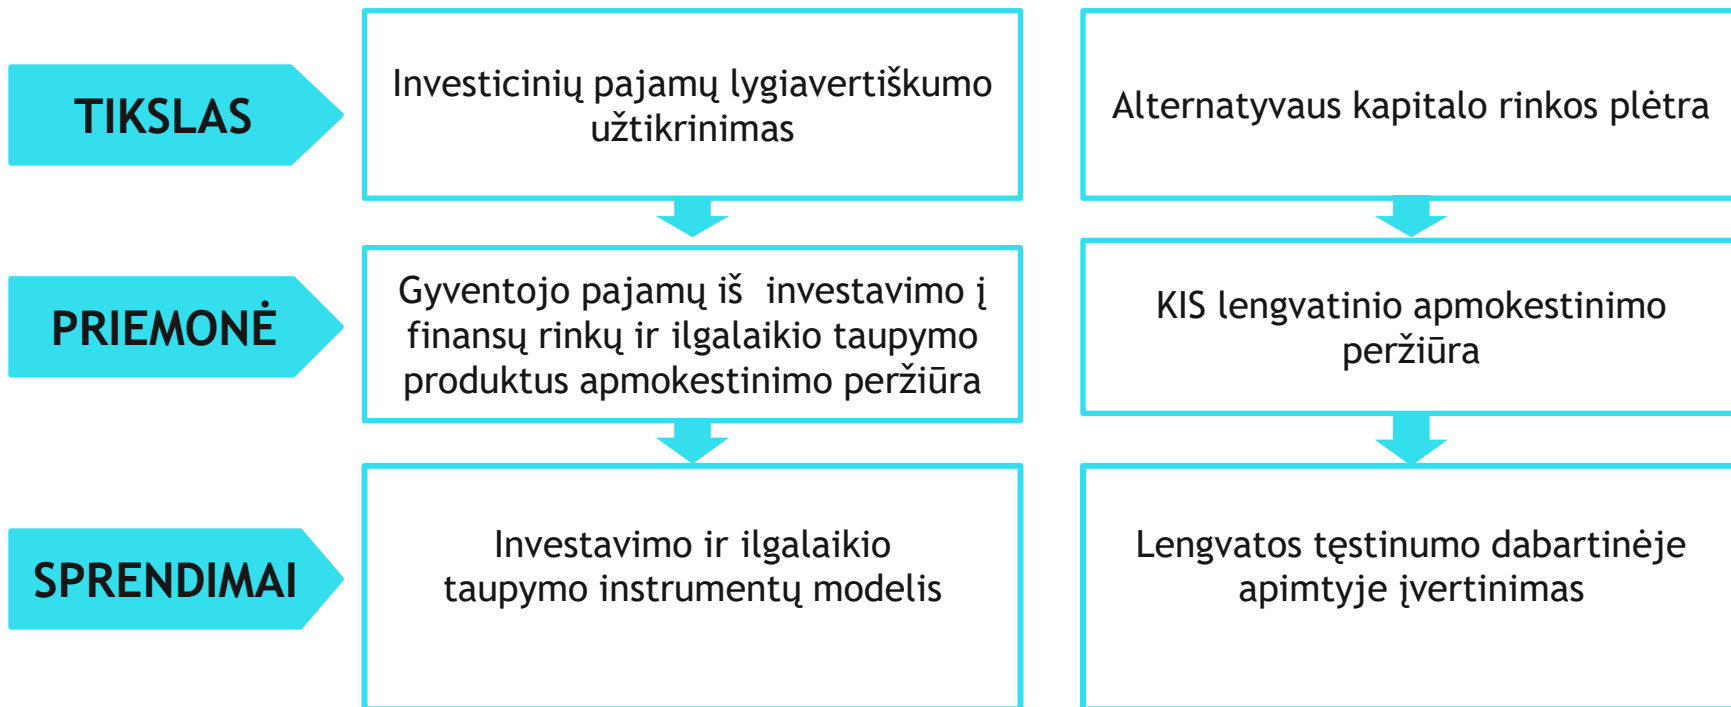 TIKSLAS
Investicinių pajamų lygiavertiškumo
užtikrinimas
Alternatyvaus kapitalo rinkos plėtra
PRIEMONĖ
Gyventojo pajamų iš  investavimo į
finansų rinkų ir ilgalaikio taupymo
produktus apmokestinimo peržiūra
KIS lengvatinio apmokestinimo
peržiūra
SPRENDIMAI
Investavimo ir ilgalaikio
taupymo instrumentų modelis
Lengvatos tęstinumo dabartinėje
apimtyje įvertinimas